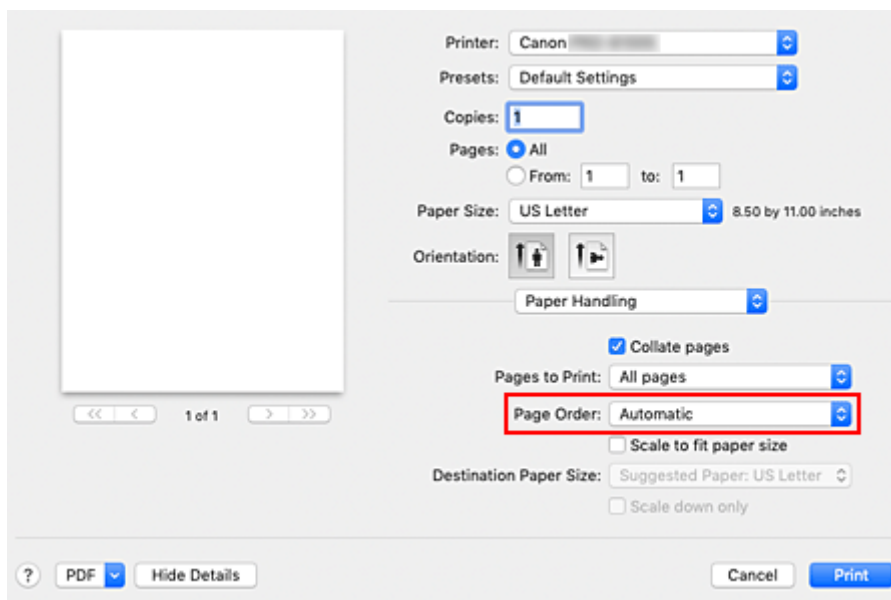 Printer: Canon
Presets: Default Settings
Copies: 1
Pages: All
From: 1 to: 1
Paper Size: US Letter 8.50 by 11.00 inches
Orientation:
Paper Handling
Collate pages
Pages to Print: All pages
<< < 1 of 1 > >>
Page Order: Automatic
Scale to fit paper size
Destination Paper Size: Suggested Paper: US Letter
Scale down only
? PDF Hide Details Cancel Print